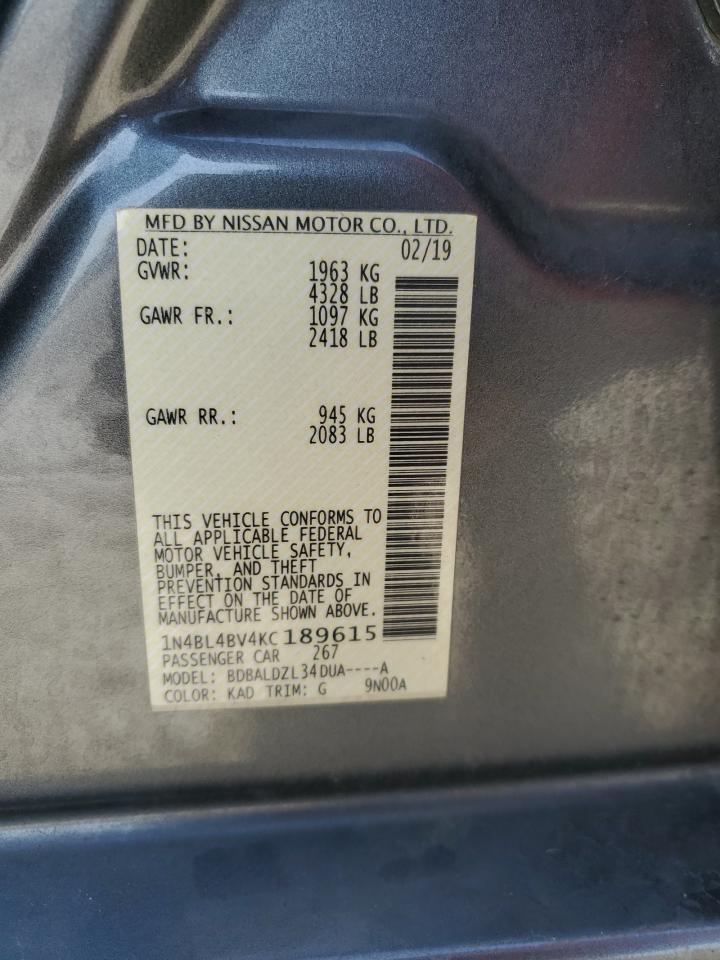 MFD BY NISSAN MOTOR CO., LTD.
DATE: 02/19
GVWR: 1963 KG
4328 LB
GAWR FR.: 1097 KG
2418 LB
GAWR RR.: 945 KG
2083 LB
THIS VEHICLE CONFORMS TO
ALL APPLICABLE FEDERAL
MOTOR VEHICLE SAFETY,
BUMPER, AND THEFT
PREVENTION STANDARDS IN
EFFECT ON THE DATE OF
MANUFACTURE SHOWN ABOVE.
1N4BL4BV4KC189615
PASSENGER CAR 267
MODEL: BDBALDZL34DUA----A
COLOR: KAD TRIM: G 9N00A